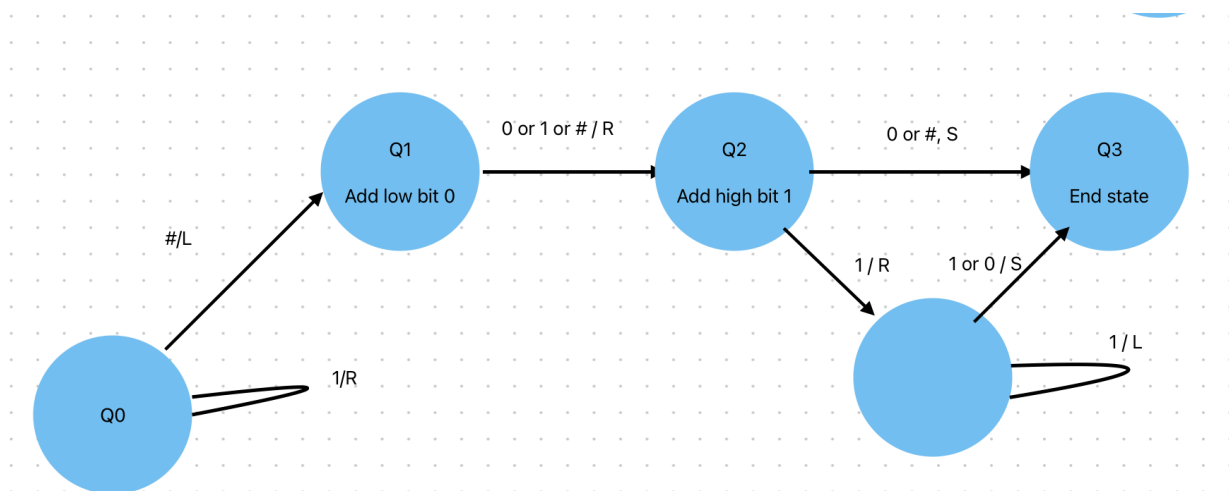 Q1
Add low bit 0
0 or 1 or # / R
Q2
Add high bit 1
0 or #, S
Q3
End state
#/L
1 / R
1 or 0 / S
Q0
1/R
1 / L